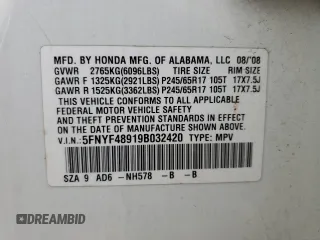 MFD. BY HONDA MFG. OF ALABAMA, LLC 08/'08
GVWR 2765KG(6096LBS) TIRE SIZE RIM SIZE
GAWR F 1325KG(2921LBS) P245/65R17 105T 17X7.5J
GAWR R 1525KG(3362LBS) P245/65R17 105T 17X7.5J
THIS VEHICLE CONFORMS TO ALL APPLICABLE
FEDERAL MOTOR VEHICLE SAFETY STANDARDS IN
EFFECT ON THE DATE OF MANUFACTURE SHOWN ABOVE.
V.I.N.: 5FNYF48919B032420 TYPE: MPV
SZA 9 AD6 -NH578 -B -B
DREAMBID